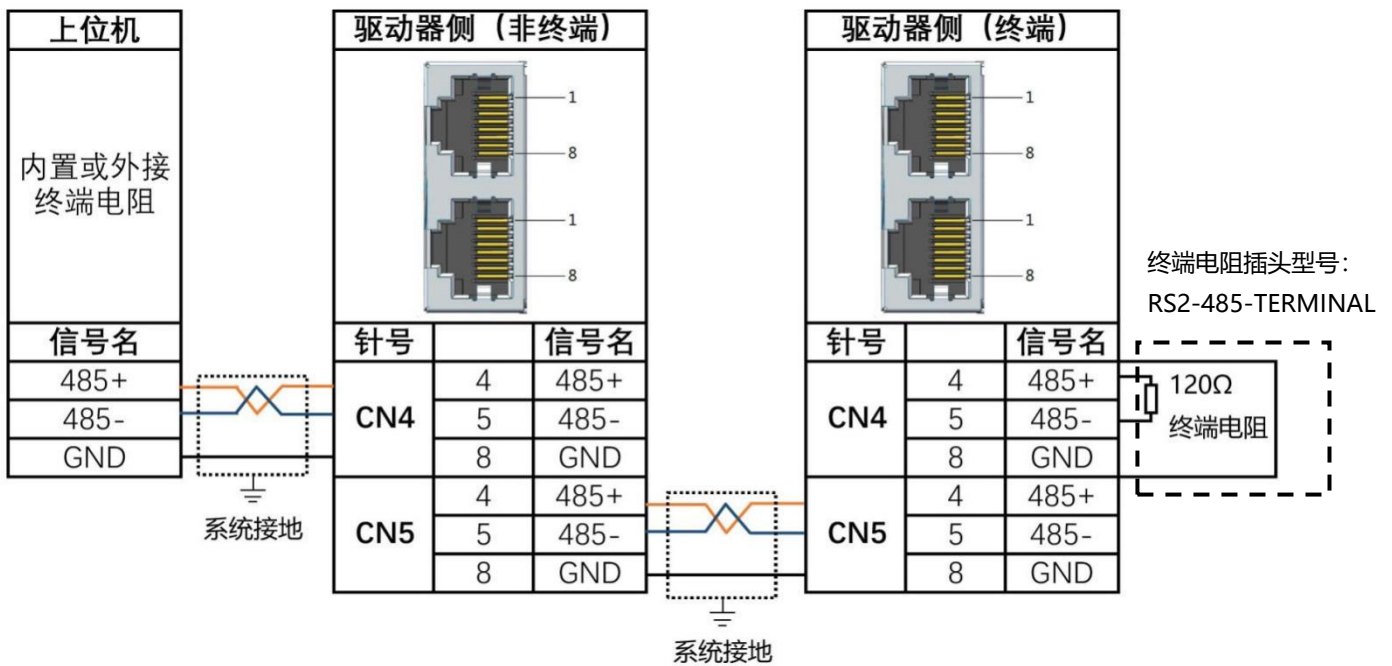 上位机
内置或外接
终端电阻
信号名
485+
485-
GND
系统接地
驱动器侧（非终端）
1
8
1
8
针号 信号名
CN4
4 485+
5 485-
8 GND
CN5
4 485+
5 485-
8 GND
系统接地
驱动器侧（终端）
1
8
1
8
针号 信号名
CN4
4 485+
5 485-
8 GND
CN5
4 485+
5 485-
8 GND
终端电阻插头型号：
RS2-485-TERMINAL
120Ω
终端电阻